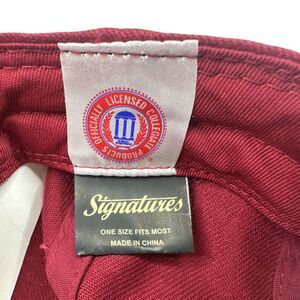 OFFICIALLY LICENSED COLLEGIATE PRODUCTS
Signatures
ONE SIZE FITS MOST
MADE IN CHINA